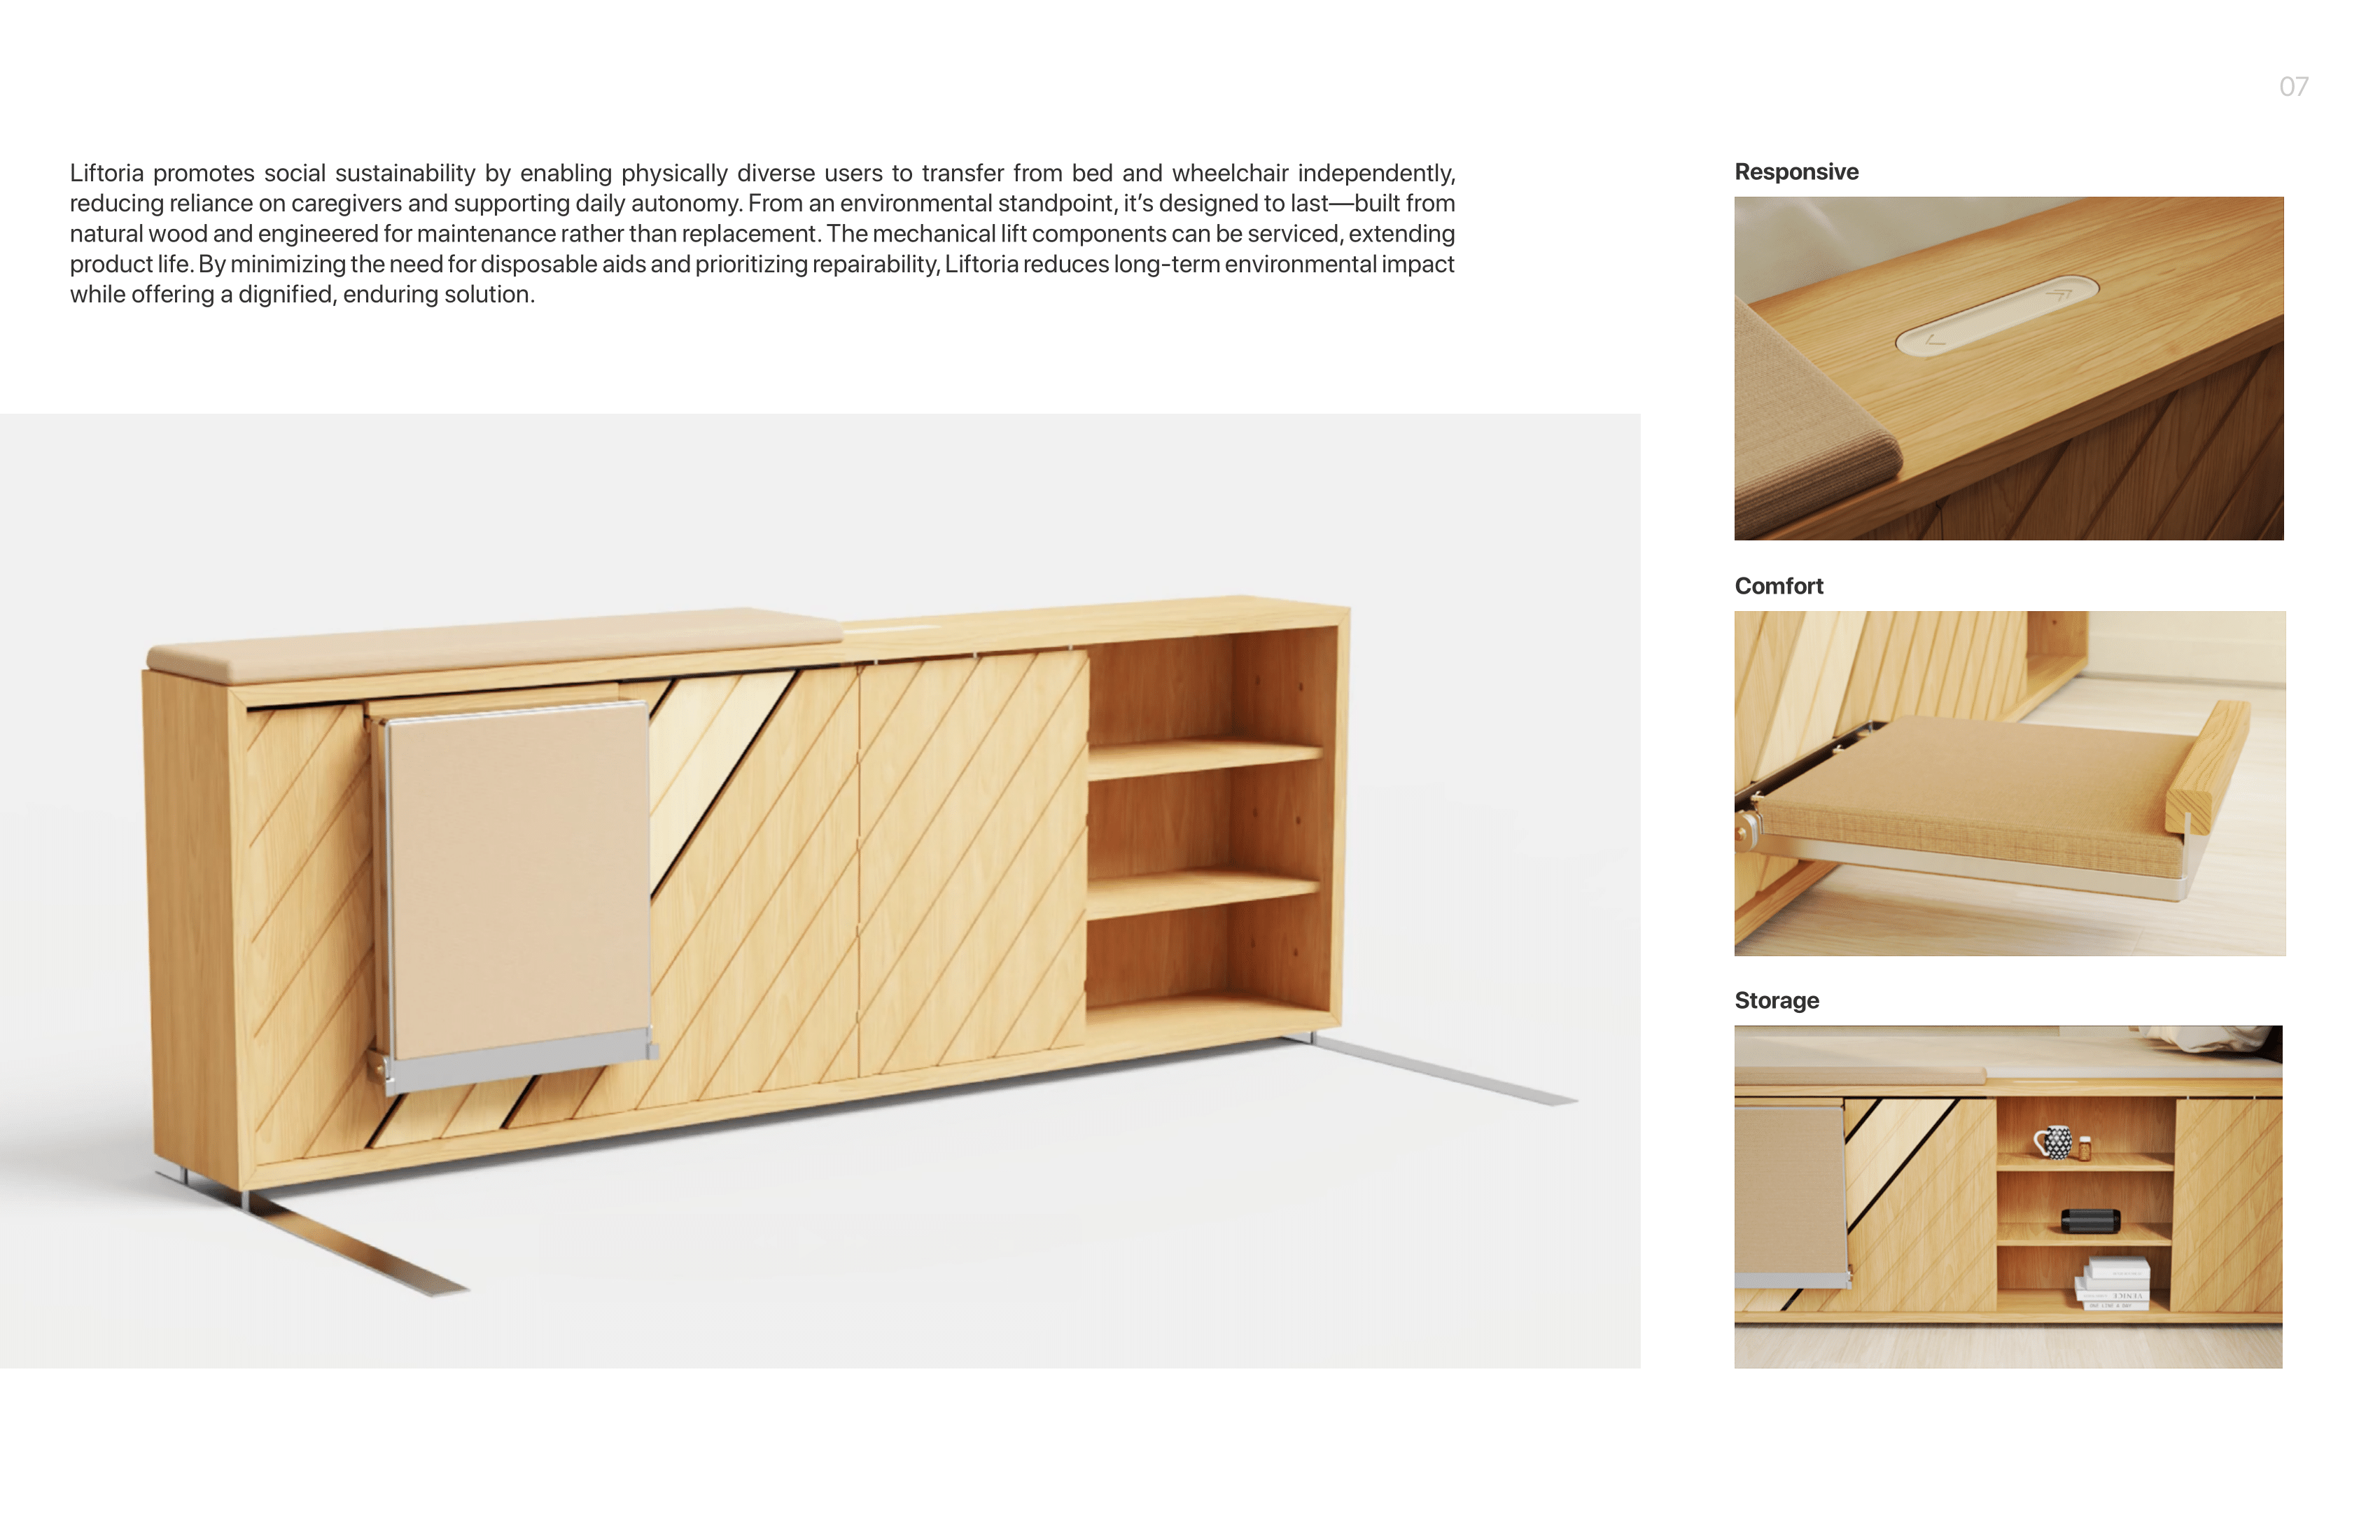 07
Liftoria promotes social sustainability by enabling physically diverse users to transfer from bed and wheelchair independently,
reducing reliance on caregivers and supporting daily autonomy. From an environmental standpoint, it’s designed to last—built from
natural wood and engineered for maintenance rather than replacement. The mechanical lift components can be serviced, extending
product life. By minimizing the need for disposable aids and prioritizing repairability, Liftoria reduces long-term environmental impact
while offering a dignified, enduring solution.
Responsive
Comfort
Storage
VENICE